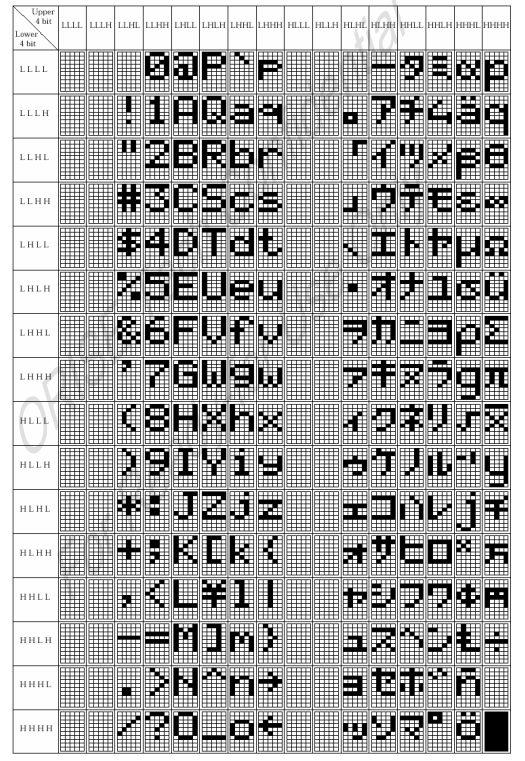 Upper 4 bit LLLL LLLH LLHL LLHH LHLL LHLH LHHL LHHH HLLL HLLH HLHL HLHH HHLL HHLH HHHL HHHH
Lower 4 bit
LLLL 0 @ P ` p ー タ ミ α p
LLLH ! 1 A Q a q 。 ア チ ム ä q
LLHL " 2 B R b r 「 イ ツ メ β θ
LLHH # 3 C S c s 」 ウ テ モ ε ∞
LHLL $ 4 D T d t 、 エ ト ヤ μ Ω
LHLH % 5 E U e u ・ オ ナ ユ σ ü
LHHL & 6 F V f v ヲ カ ニ ヨ ρ Σ
LHHH ' 7 G W g w ァ キ ヌ ラ g π
HLLL ( 8 H X h x ィ ク ネ リ √ x̄
HLLH ) 9 I Y i y ゥ ケ ノ ル ⁻¹ y
HLHL * : J Z j z ェ コ ハ レ j 千
HLHH + ; K [ k { ォ サ ヒ ロ ˣ 万
HHLL , < L ¥ l | ャ シ フ ワ ¢ 円
HHLH - = M ] m } ュ ス ヘ ン £ ÷
HHHL . > N ^ n → ョ セ ホ ゛ ñ
HHHH / ? O _ o ← ッ ソ マ ゜ ö █